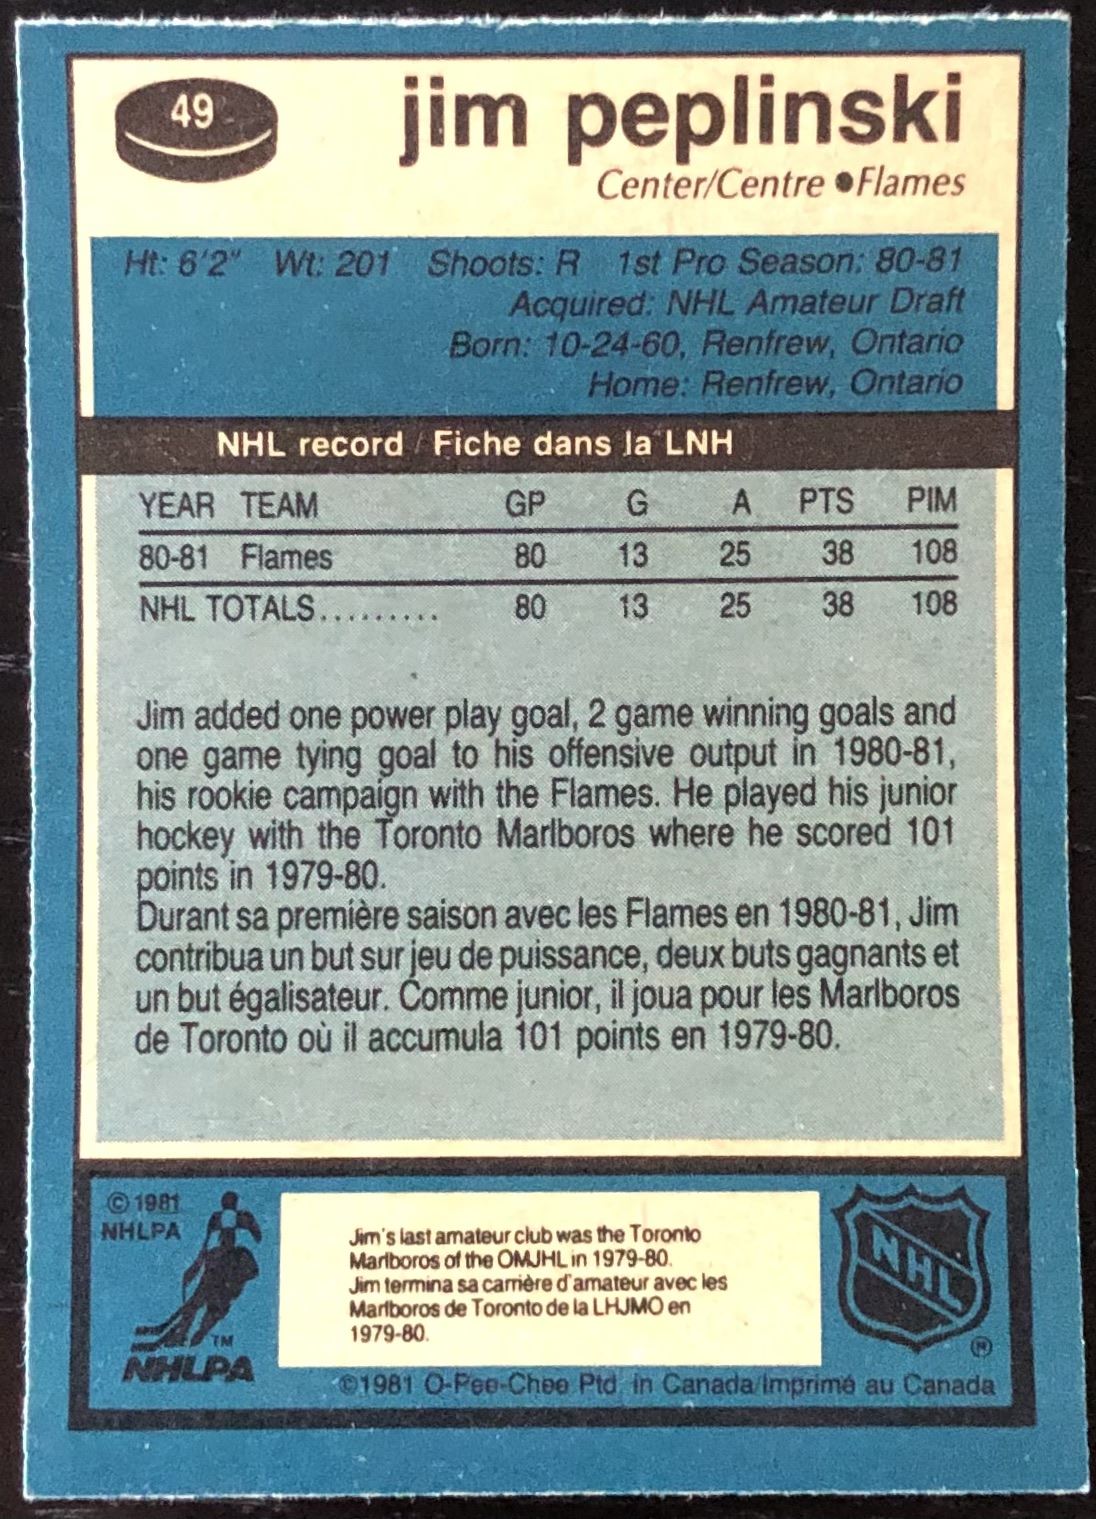 49
jim peplinski
Center/Centre ●Flames
Ht: 6'2" Wt: 201 Shoots: R 1st Pro Season: 80-81
Acquired: NHL Amateur Draft
Born: 10-24-60, Renfrew, Ontario
Home: Renfrew, Ontario
NHL record / Fiche dans la LNH
YEAR TEAM GP G A PTS PIM
80-81 Flames 80 13 25 38 108
NHL TOTALS......... 80 13 25 38 108
Jim added one power play goal, 2 game winning goals and
one game tying goal to his offensive output in 1980-81,
his rookie campaign with the Flames. He played his junior
hockey with the Toronto Marlboros where he scored 101
points in 1979-80.
Durant sa première saison avec les Flames en 1980-81, Jim
contribua un but sur jeu de puissance, deux buts gagnants et
un but égalisateur. Comme junior, il joua pour les Marlboros
de Toronto où il accumula 101 points en 1979-80.
© 1981
NHLPA
TM
NHLPA
Jim's last amateur club was the Toronto
Marlboros of the OMJHL in 1979-80.
Jim termina sa carrière d'amateur avec les
Marlboros de Toronto de la LHJMO en
1979-80.
NHL
®
©1981 O-Pee-Chee Ptd. in Canada/Imprimé au Canada